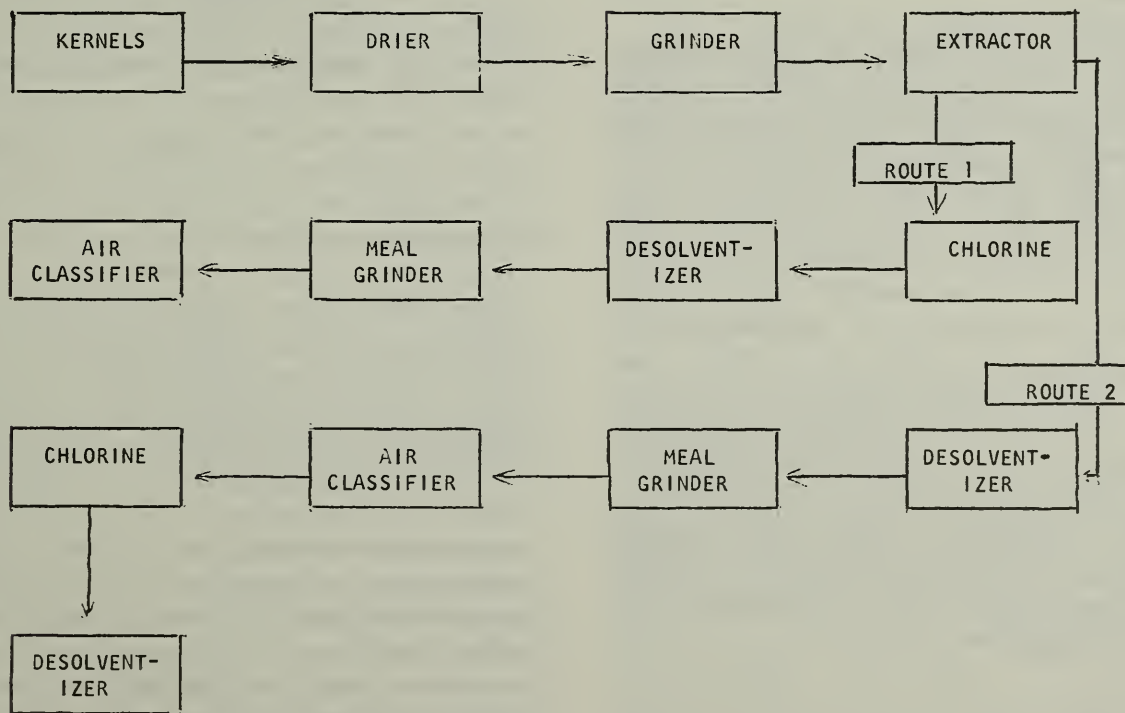 KERNELS
DRIER
GRINDER
EXTRACTOR
ROUTE 1
AIR
CLASSIFIER
MEAL
GRINDER
DESOLVENT-
IZER
CHLORINE
ROUTE 2
CHLORINE
AIR
CLASSIFIER
MEAL
GRINDER
DESOLVENT-
IZER
DESOLVENT-
IZER